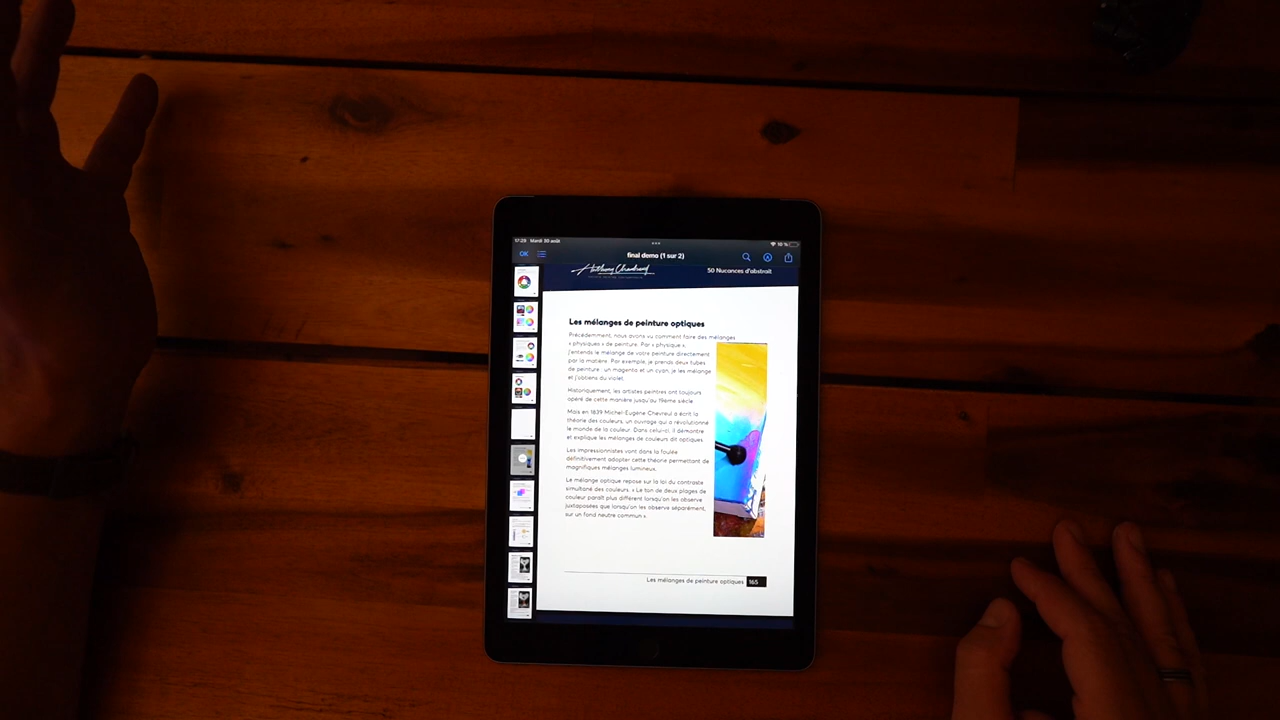 17:29 Mardi 30 août
18 %
OK
final demo (1 sur 2)
Anthony Chambaud
50 Nuances d'abstrait
Les mélanges de peinture optiques
Précédemment, nous avons vu comment faire des mélanges
« physiques » de peinture. Par « physique »,
j'entends le mélange de votre peinture directement
par la matière. Par exemple, je prends deux tubes
de peinture : un magenta et un cyan, je les mélange
et j'obtiens du violet.
Historiquement, les artistes peintres ont toujours
opéré de cette manière jusqu'au 19ème siècle.
Mais en 1839 Michel-Eugène Chevreul a écrit la
théorie des couleurs, un ouvrage qui a révolutionné
le monde de la couleur. Dans celui-ci, il démontre
et explique les mélanges de couleurs dit optiques.
Les impressionnistes vont dans la foulée
définitivement adopter cette théorie permettant de
magnifiques mélanges lumineux.
Le mélange optique repose sur la loi du contraste
simultané des couleurs. « Le ton de deux plages de
couleur paraît plus différent lorsqu'on les observe
juxtaposées que lorsqu'on les observe séparément,
sur un fond neutre commun ».
Les mélanges de peinture optiques 165